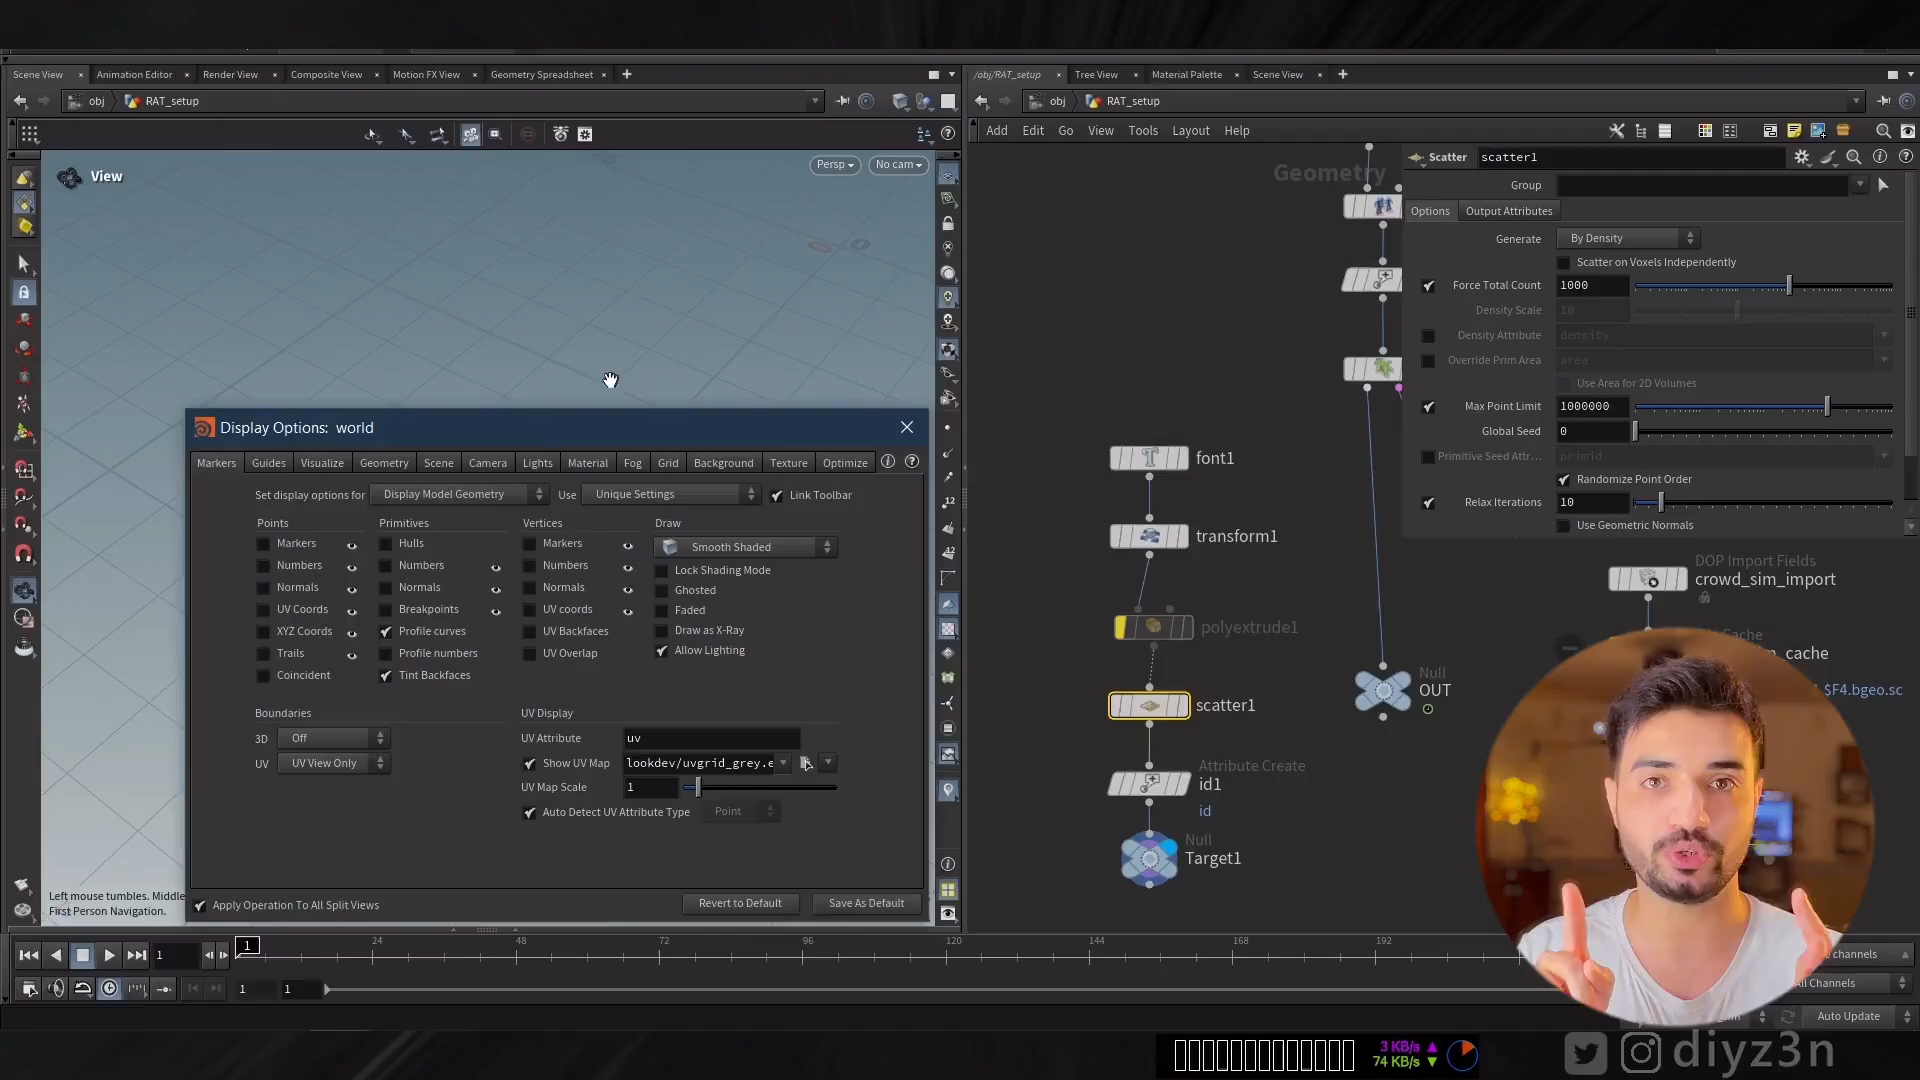 Scene View × Animation Editor × Render View × Composite View × Motion FX View × Geometry Spreadsheet × +
/obj/RAT_setup × Tree View × Material Palette × Scene View × +
obj RAT_setup
obj RAT_setup
Add Edit Go View Tools Layout Help
View
Persp No cam
Geometry
Scatter scatter1
Group
Options Output Attributes
Generate By Density
Scatter on Voxels Independently
Force Total Count 1000
Density Scale 10
Density Attribute density
Override Prim Area area
Use Area for 2D Volumes
Max Point Limit 1000000
Global Seed 0
Primitive Seed Attr... primid
Randomize Point Order
Relax Iterations 10
Use Geometric Normals
Display Options: world
Markers Guides Visualize Geometry Scene Camera Lights Material Fog Grid Background Texture Optimize
Set display options for Display Model Geometry Use Unique Settings Link Toolbar
Points Primitives Vertices Draw
Markers Hulls Markers Smooth Shaded
Numbers Numbers Numbers Lock Shading Mode
Normals Normals Normals Ghosted
UV Coords Breakpoints UV coords Faded
XYZ Coords Profile curves UV Backfaces Draw as X-Ray
Trails Profile numbers UV Overlap Allow Lighting
Coincident Tint Backfaces
Boundaries UV Display
3D Off UV Attribute uv
UV UV View Only Show UV Map lookdev/uvgrid_grey.e
UV Map Scale 1
Auto Detect UV Attribute Type Point
Apply Operation To All Split Views Revert to Default Save As Default
Left mouse tumbles. Middle
First Person Navigation.
font1
transform1
polyextrude1
scatter1
Attribute Create
id1
id
Null
Target1
Null
OUT
DOP Import Fields
crowd_sim_import
Cache
_cache
$F4.bgeo.sc
1 1 24 48 72 96 120 144 168 192
channels
1 1
All Channels
Auto Update
3 KB/s
74 KB/s
diyz3n